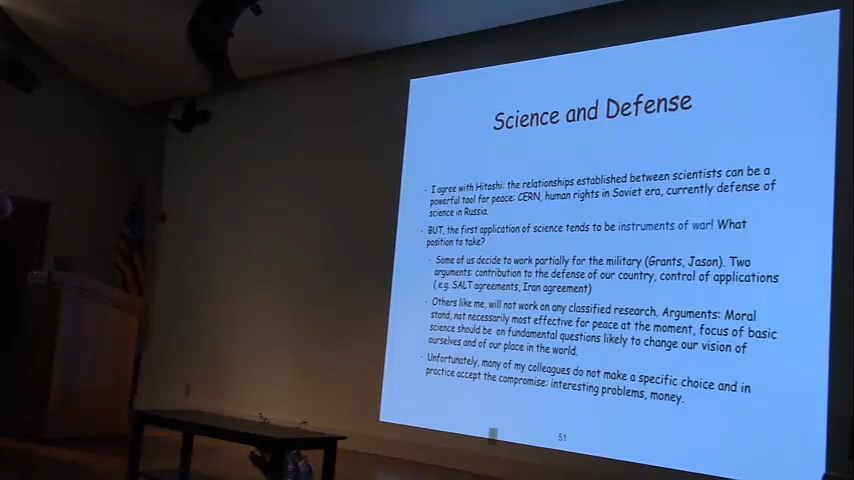 Science and Defense
- I agree with Hitoshi: the relationships established between scientists can be a
powerful tool for peace: CERN, human rights in Soviet era, currently defense of
science in Russia.
- BUT, the first application of science tends to be instruments of war! What
position to take?
- Some of us decide to work partially for the military (Grants, Jason). Two
arguments: contribution to the defense of our country, control of applications
( e.g. SALT agreements, Iran agreement)
- Others like me, will not work on any classified research. Arguments: Moral
stand, not necessarily most effective for peace at the moment, focus of basic
science should be on fundamental questions likely to change our vision of
ourselves and of our place in the world.
- Unfortunately, many of my colleagues do not make a specific choice and in
practice accept the compromise: interesting problems, money.
51